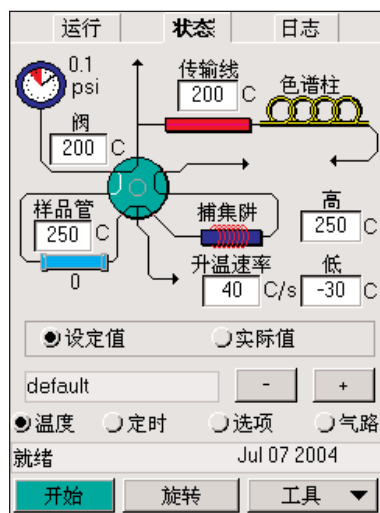 运行 状态 日志
0.1
psi
传输线
200 C
色谱柱
阀
200 C
样品管
250 C
0
捕集阱
高
250 C
升温速率
40 C/s
低
-30 C
设定值 实际值
default - +
温度 定时 选项 气路
就绪 Jul 07 2004
开始 旋转 工具